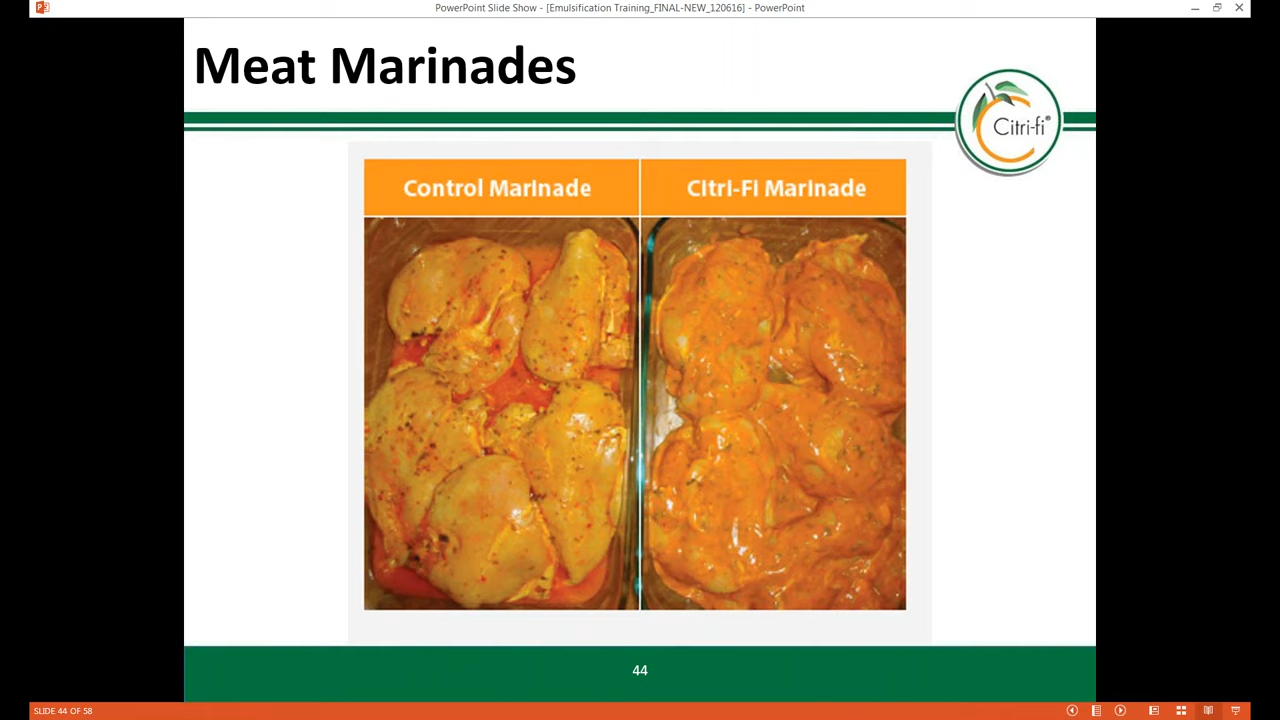 PowerPoint Slide Show - [Emulsification Training_FINAL-NEW_120616] - PowerPoint
Meat Marinades
Citri-fi®
Control Marinade
Citri-Fi Marinade
44
SLIDE 44 OF 58